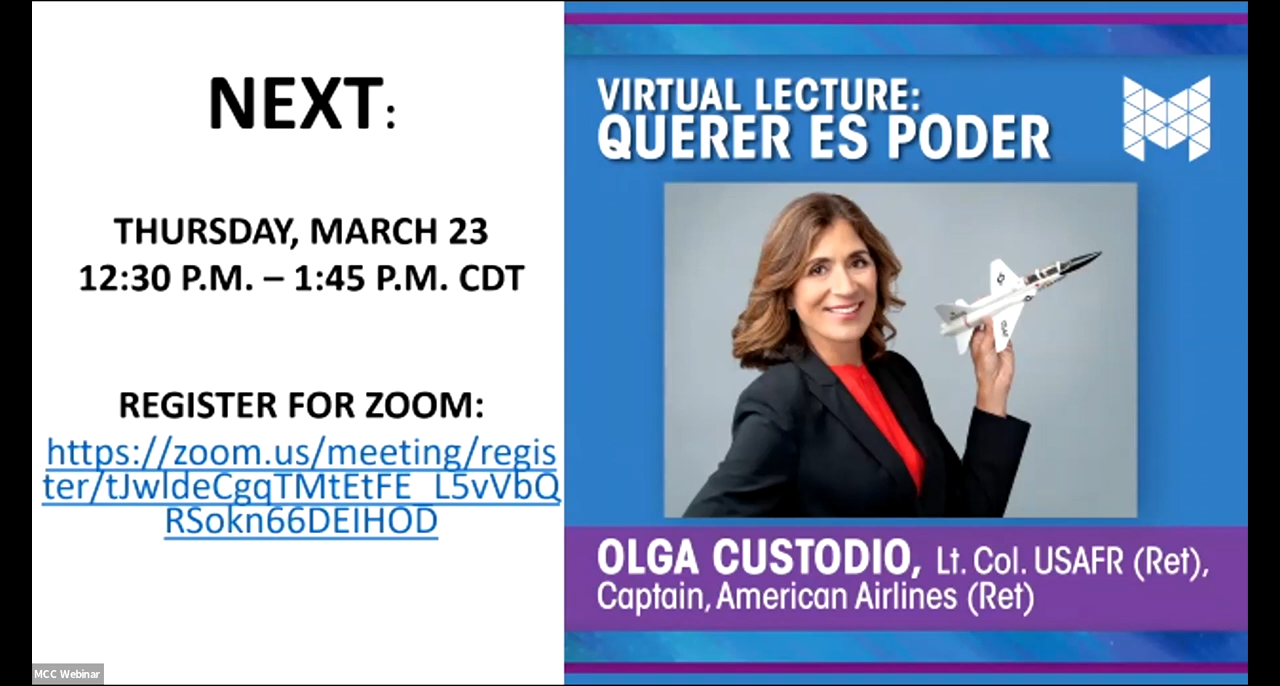 NEXT:
THURSDAY, MARCH 23
12:30 P.M. – 1:45 P.M. CDT
REGISTER FOR ZOOM:
https://zoom.us/meeting/regis
ter/tJwldeCgqTMtEtFE_L5vVbQ
RSokn66DEIHOD
VIRTUAL LECTURE:
QUERER ES PODER
OLGA CUSTODIO, Lt. Col. USAFR (Ret),
Captain, American Airlines (Ret)
MCC Webinar